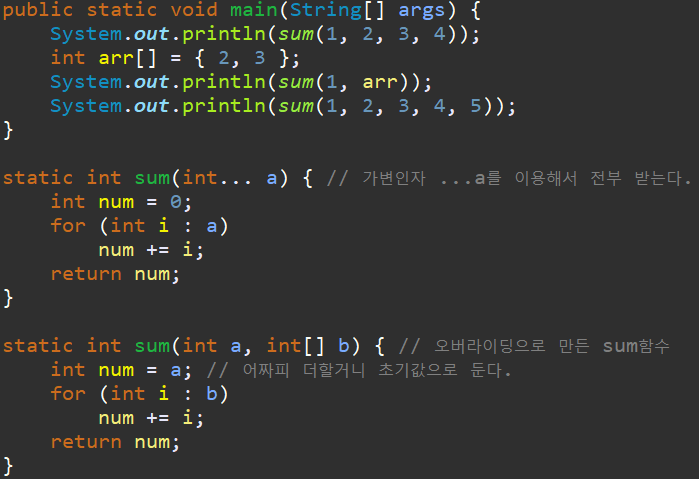 public static void main(String[] args) {
    System.out.println(sum(1, 2, 3, 4));
    int arr[] = { 2, 3 };
    System.out.println(sum(1, arr));
    System.out.println(sum(1, 2, 3, 4, 5));
}

static int sum(int... a) { // 가변인자 ...a를 이용해서 전부 받는다.
    int num = 0;
    for (int i : a)
        num += i;
    return num;
}

static int sum(int a, int[] b) { // 오버라이딩으로 만든 sum함수
    int num = a; // 어짜피 더할거니 초기값으로 둔다.
    for (int i : b)
        num += i;
    return num;
}